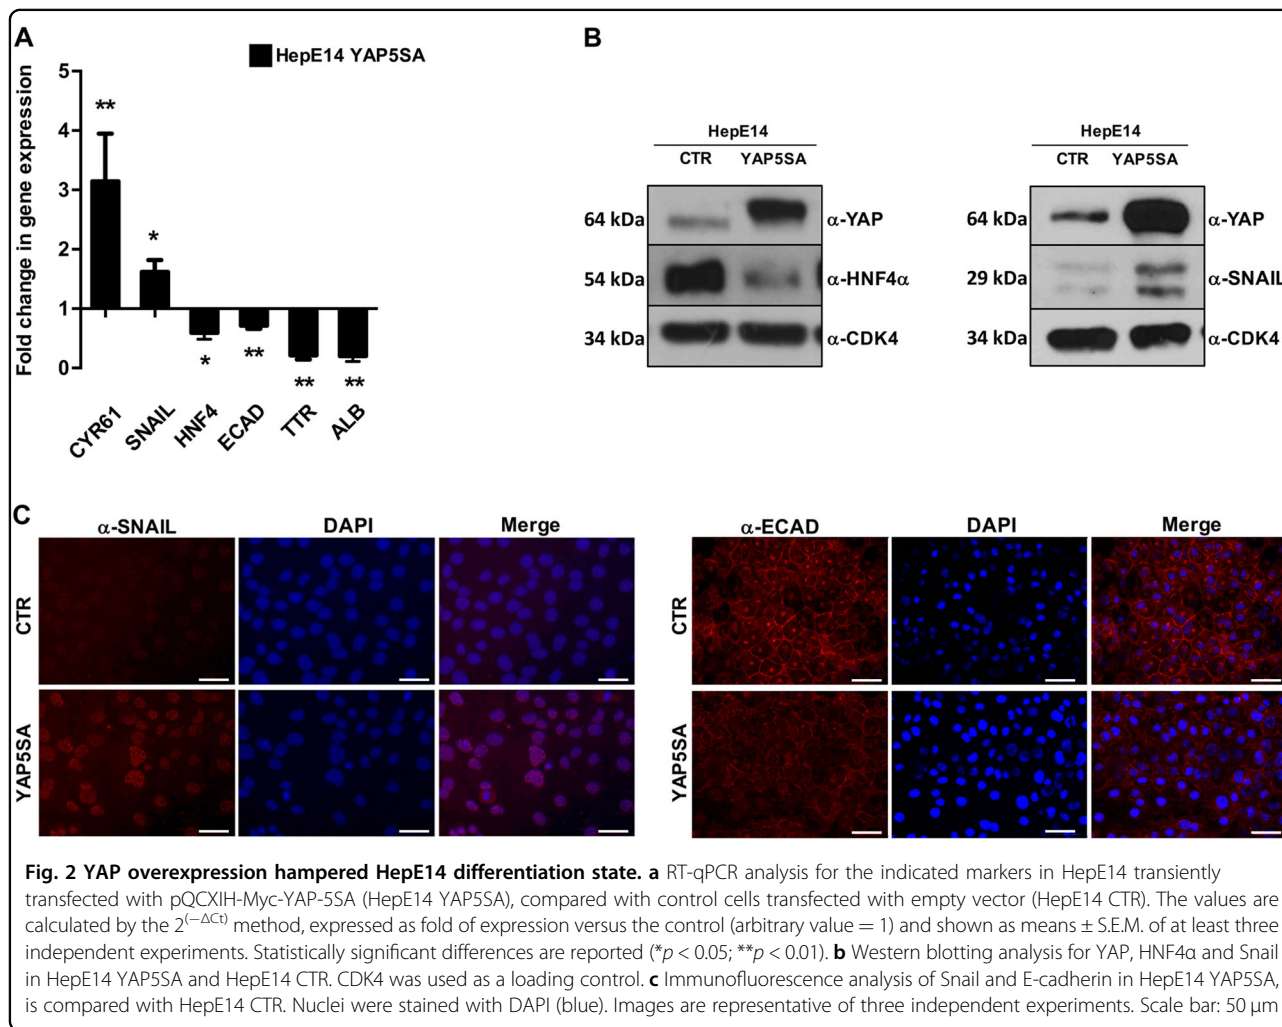 A
HepE14 YAP5SA
Fold change in gene expression
5
4
3
2
1
0
**
*
*
**
**
**
CYR61
SNAIL
HNF4
ECAD
TTR
ALB
B
HepE14
CTR YAP5SA
64 kDa α-YAP
54 kDa α-HNF4α
34 kDa α-CDK4
HepE14
CTR YAP5SA
64 kDa α-YAP
29 kDa α-SNAIL
34 kDa α-CDK4
C
α-SNAIL DAPI Merge
CTR
YAP5SA
α-ECAD DAPI Merge
CTR
YAP5SA
Fig. 2 YAP overexpression hampered HepE14 differentiation state. a RT-qPCR analysis for the indicated markers in HepE14 transiently
transfected with pQCXIH-Myc-YAP-5SA (HepE14 YAP5SA), compared with control cells transfected with empty vector (HepE14 CTR). The values are
calculated by the 2(−ΔCt) method, expressed as fold of expression versus the control (arbitrary value = 1) and shown as means ± S.E.M. of at least three
independent experiments. Statistically significant differences are reported (*p < 0.05; **p < 0.01). b Western blotting analysis for YAP, HNF4α and Snail
in HepE14 YAP5SA and HepE14 CTR. CDK4 was used as a loading control. c Immunofluorescence analysis of Snail and E-cadherin in HepE14 YAP5SA,
is compared with HepE14 CTR. Nuclei were stained with DAPI (blue). Images are representative of three independent experiments. Scale bar: 50 μm